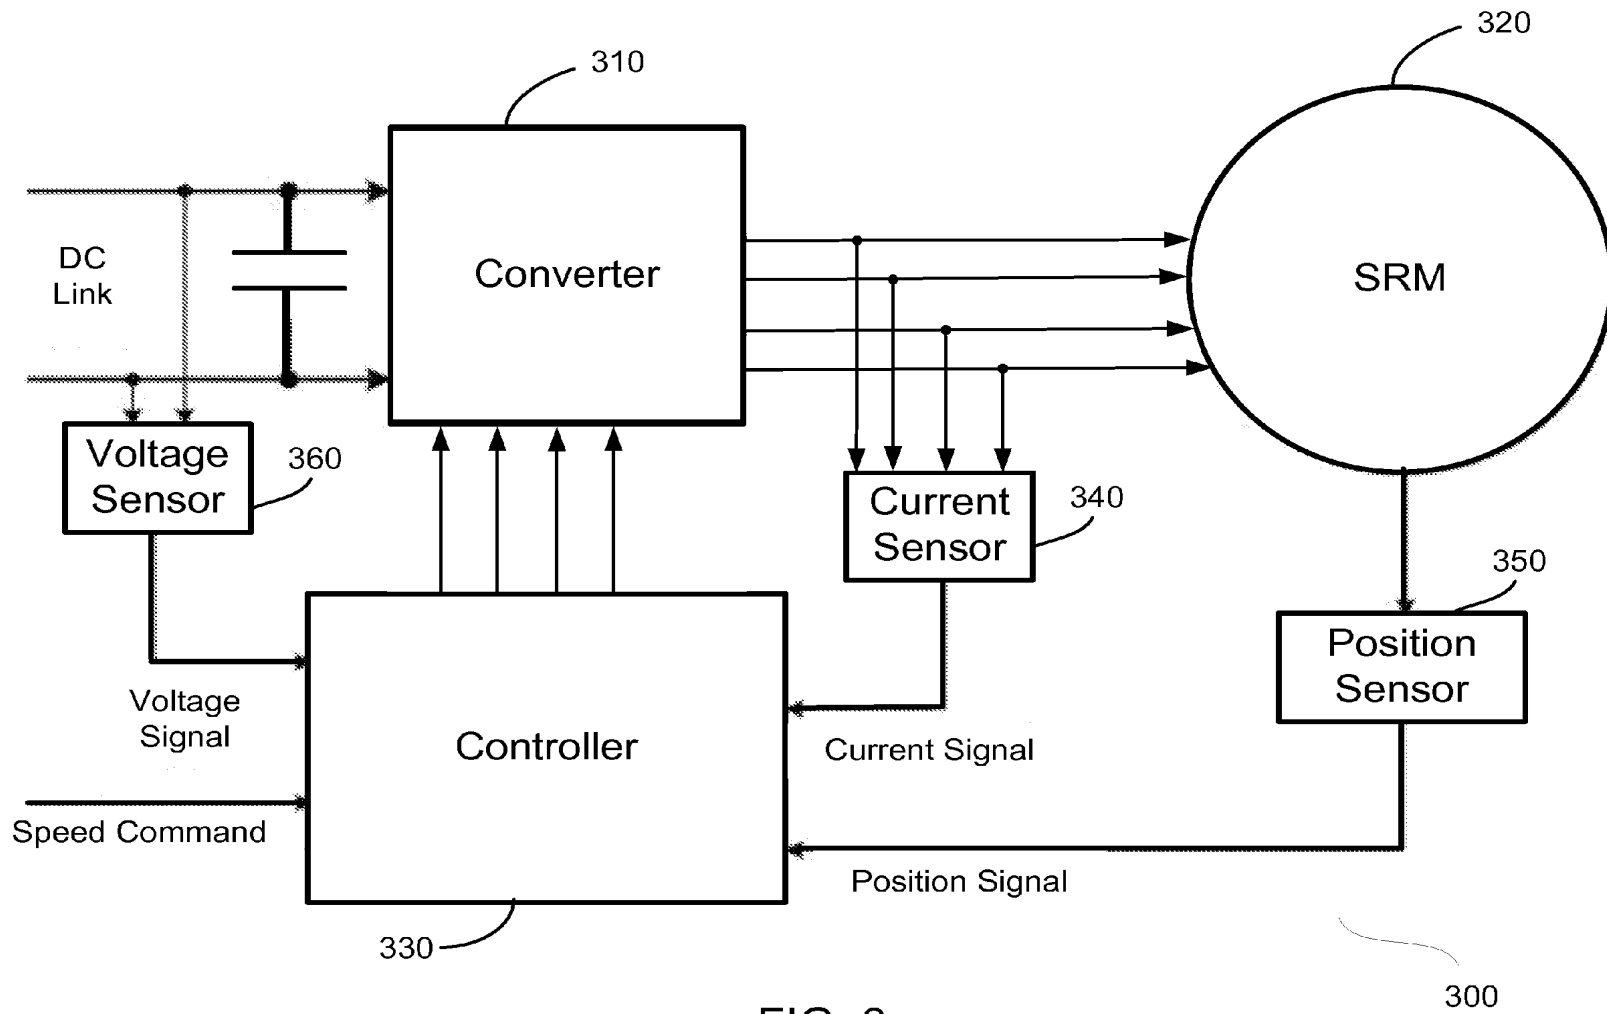 320
310
DC
Link
Converter
SRM
Voltage
Sensor
360
Current
Sensor
340
350
Position
Sensor
Voltage
Signal
Controller
Current Signal
Speed Command
Position Signal
330
300
FIG.